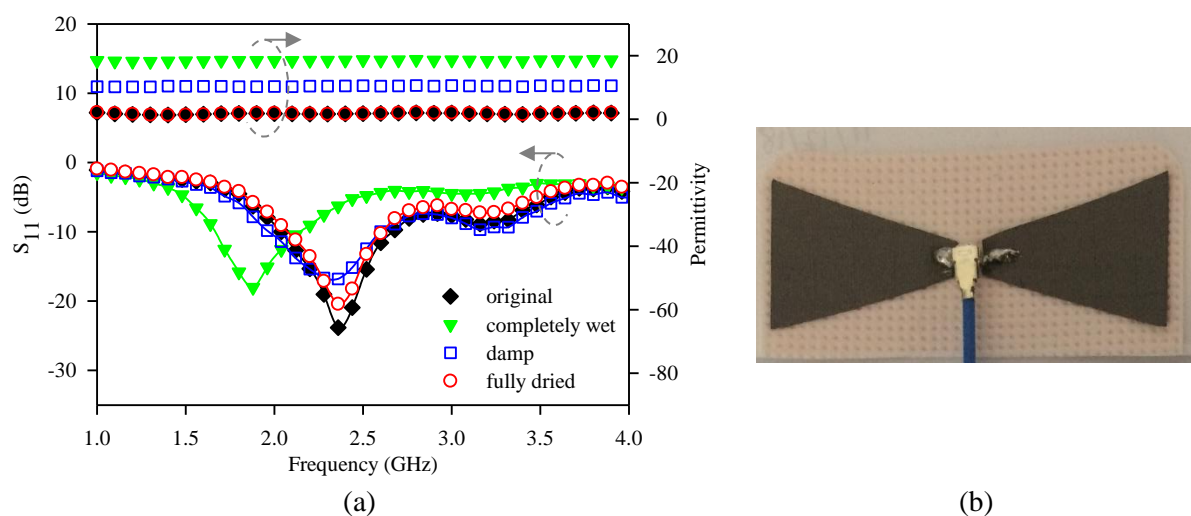 20
10
0
-10
-20
-30
S11 (dB)
20
0
-20
-40
-60
-80
Permittivity
original
completely wet
damp
fully dried
1.0 1.5 2.0 2.5 3.0 3.5 4.0
Frequency (GHz)
(a)
(b)